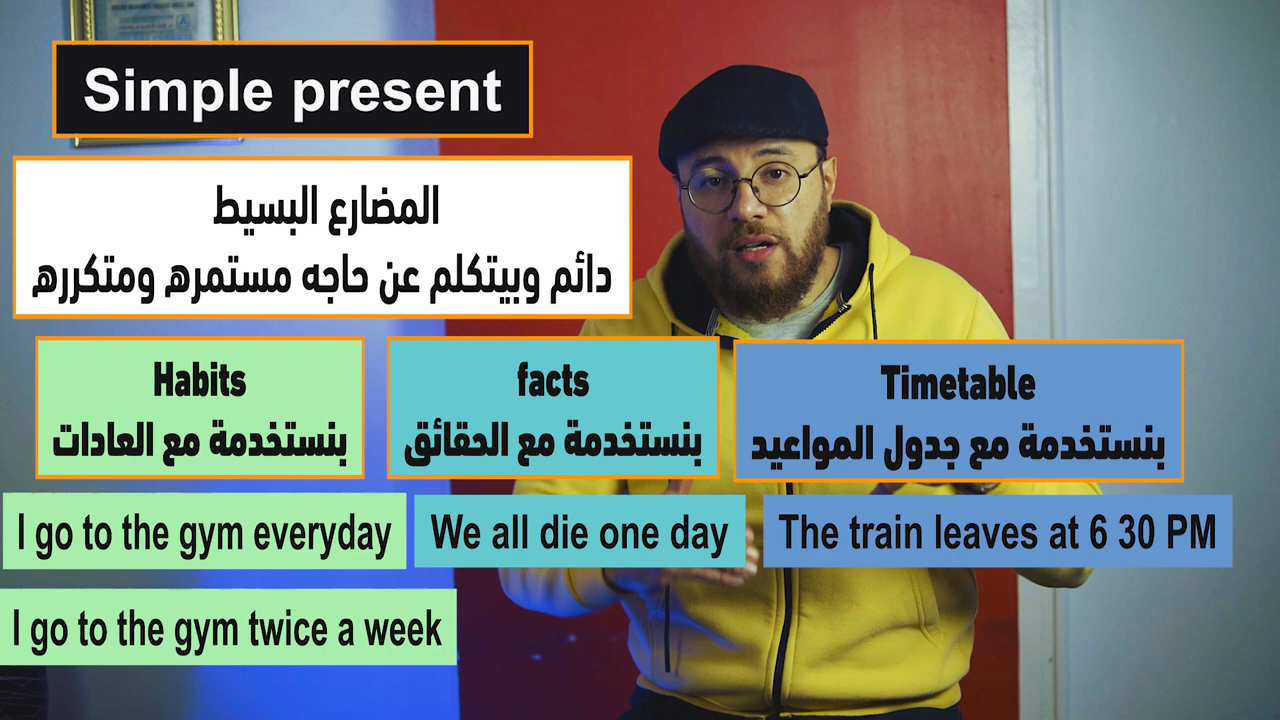 Simple present
المضارع البسيط
دائم وبيتكلم عن حاجه مستمره ومتكرره
Habits
بنستخدمة مع العادات
facts
بنستخدمة مع الحقائق
Timetable
بنستخدمة مع جدول المواعيد
I go to the gym everyday
We all die one day
The train leaves at 6 30 PM
I go to the gym twice a week